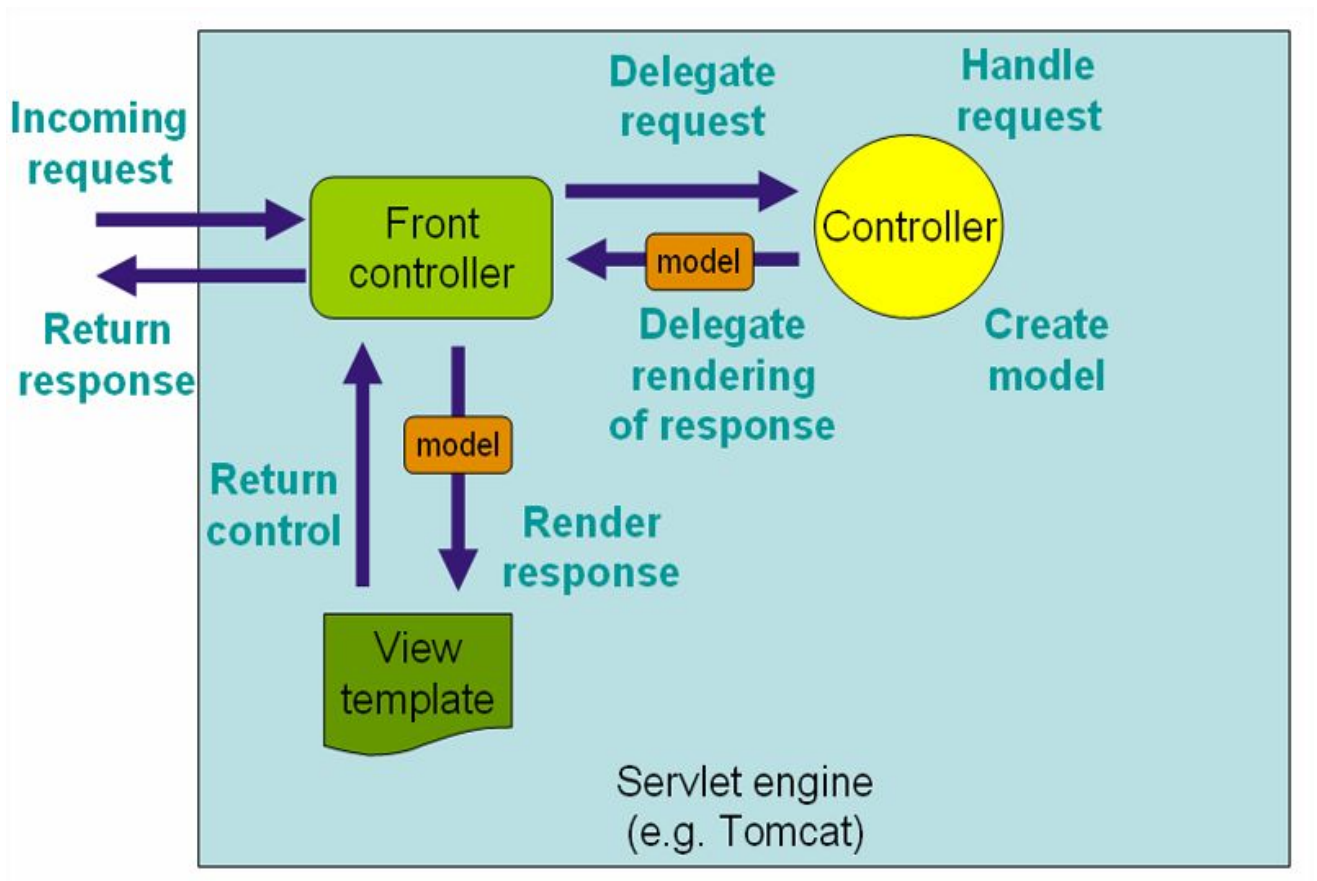 Incoming
request
Return
response
Front
controller
Delegate
request
Handle
request
Controller
model
Delegate
rendering
of response
Create
model
Return
control
model
Render
response
View
template
Servlet engine
(e.g. Tomcat)